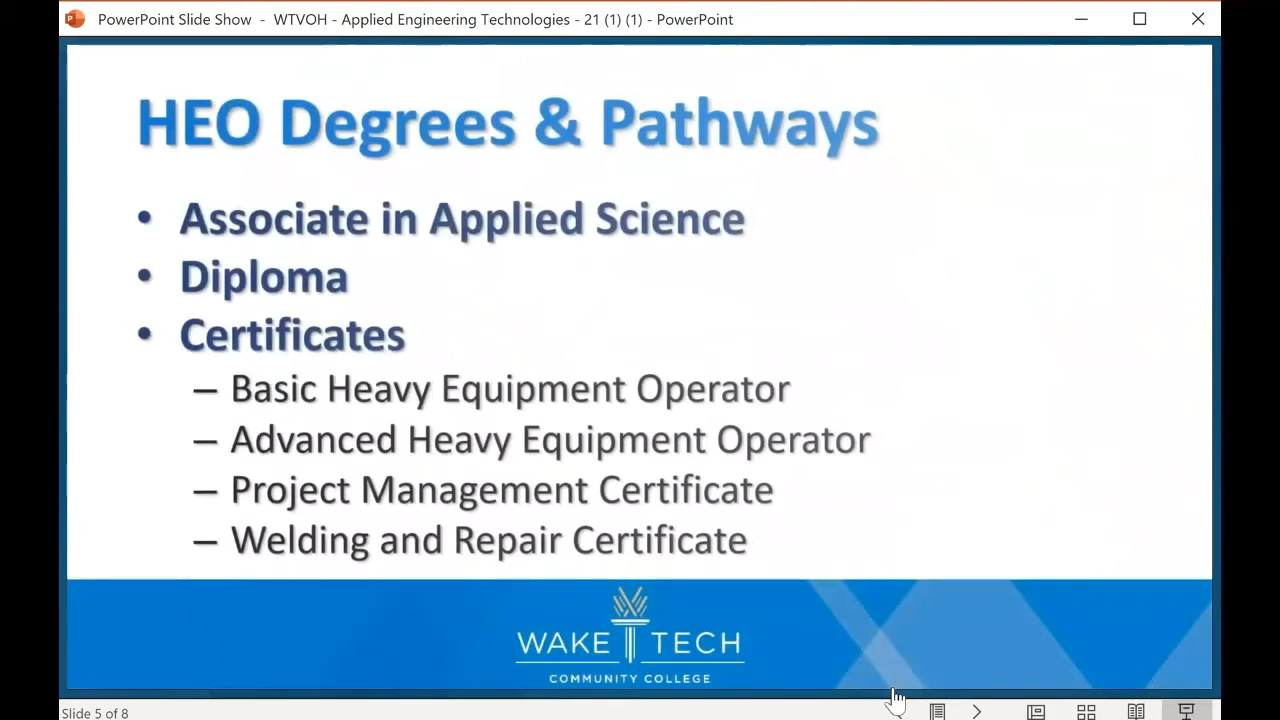 PowerPoint Slide Show - WTVOH - Applied Engineering Technologies - 21 (1) (1) - PowerPoint
HEO Degrees & Pathways
• Associate in Applied Science
• Diploma
• Certificates
– Basic Heavy Equipment Operator
– Advanced Heavy Equipment Operator
– Project Management Certificate
– Welding and Repair Certificate
WAKE TECH
COMMUNITY COLLEGE
Slide 5 of 8